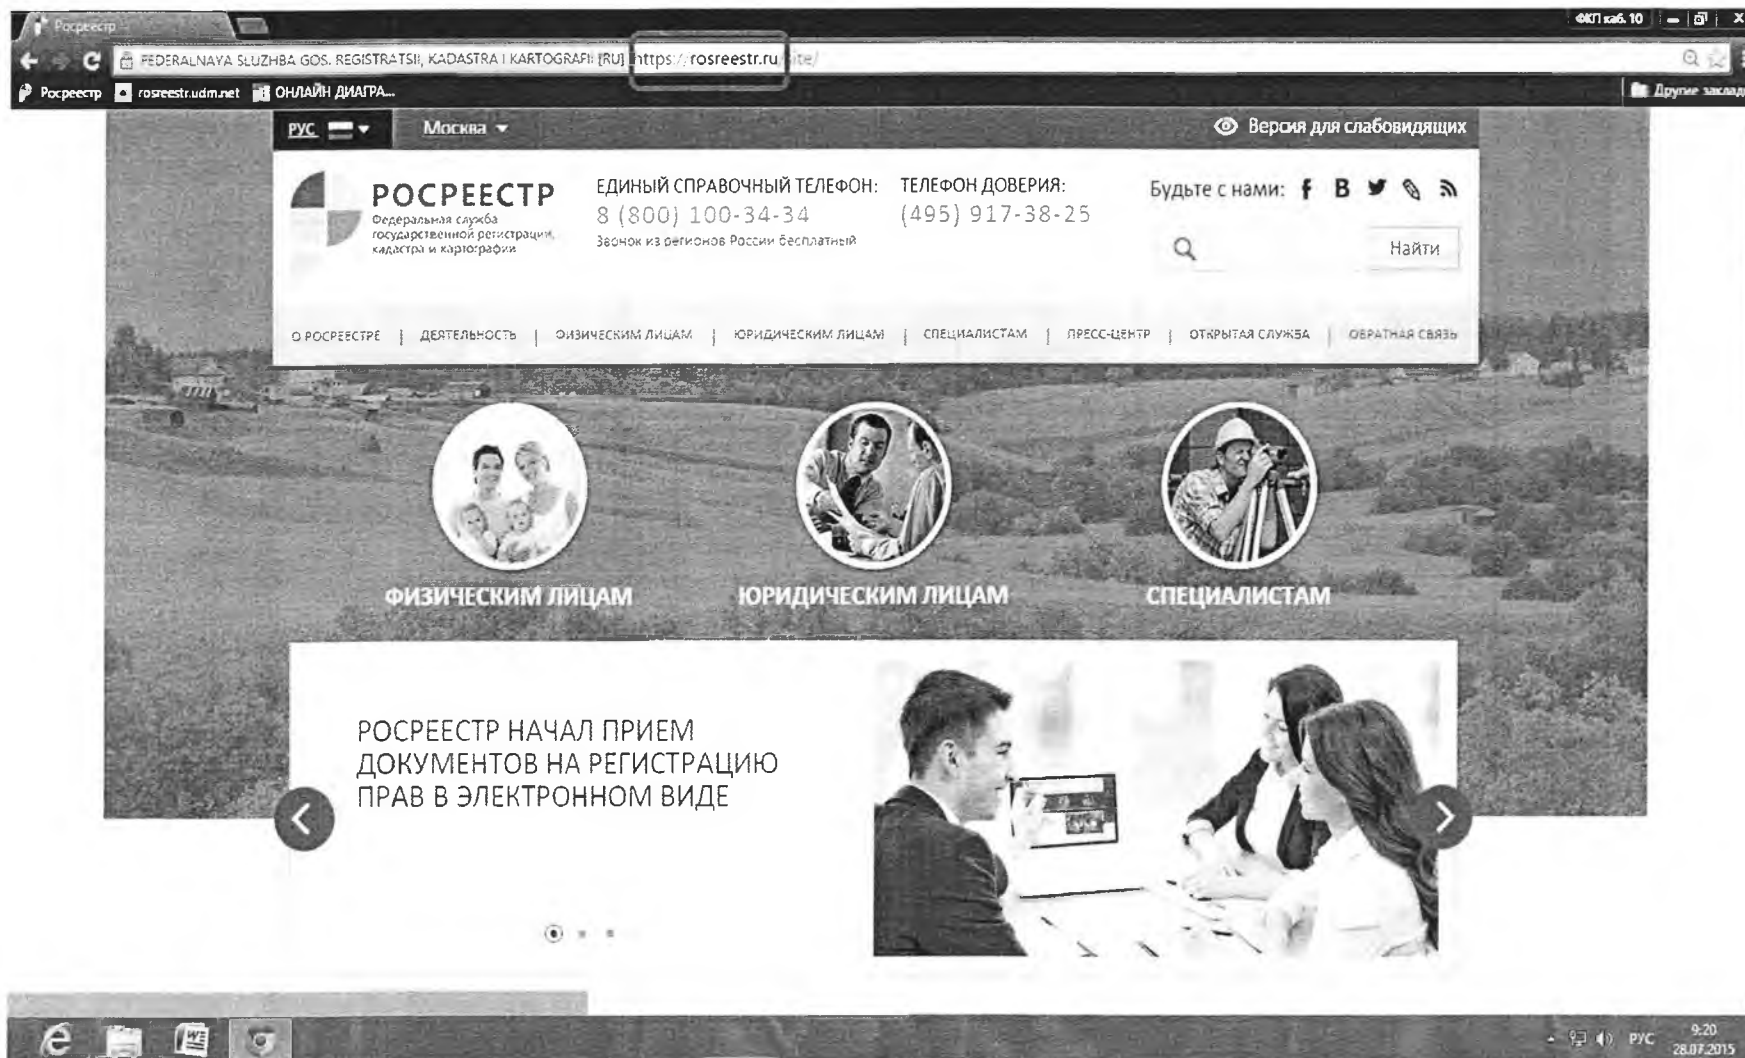 Росреестр
ФКП каб. 10
FEDERALNAYA SLUZHBA GOS. REGISTRATSII, KADASTRA I KARTOGRAFII [RU] https://rosreestr.ru/site/
Росреестр rosreestr.udm.net ОНЛАЙН ДИАГРА... Другие заклад
РУС Москва Версия для слабовидящих
РОСРЕЕСТР
Федеральная служба
государственной регистрации,
кадастра и картографии
ЕДИНЫЙ СПРАВОЧНЫЙ ТЕЛЕФОН:
8 (800) 100-34-34
Звонок из регионов России бесплатный
ТЕЛЕФОН ДОВЕРИЯ:
(495) 917-38-25
Будьте с нами:
Найти
О РОСРЕЕСТРЕ | ДЕЯТЕЛЬНОСТЬ | ФИЗИЧЕСКИМ ЛИЦАМ | ЮРИДИЧЕСКИМ ЛИЦАМ | СПЕЦИАЛИСТАМ | ПРЕСС-ЦЕНТР | ОТКРЫТАЯ СЛУЖБА | ОБРАТНАЯ СВЯЗЬ
ФИЗИЧЕСКИМ ЛИЦАМ ЮРИДИЧЕСКИМ ЛИЦАМ СПЕЦИАЛИСТАМ
РОСРЕЕСТР НАЧАЛ ПРИЕМ
ДОКУМЕНТОВ НА РЕГИСТРАЦИЮ
ПРАВ В ЭЛЕКТРОННОМ ВИДЕ
РУС
9:20
28.07.2015